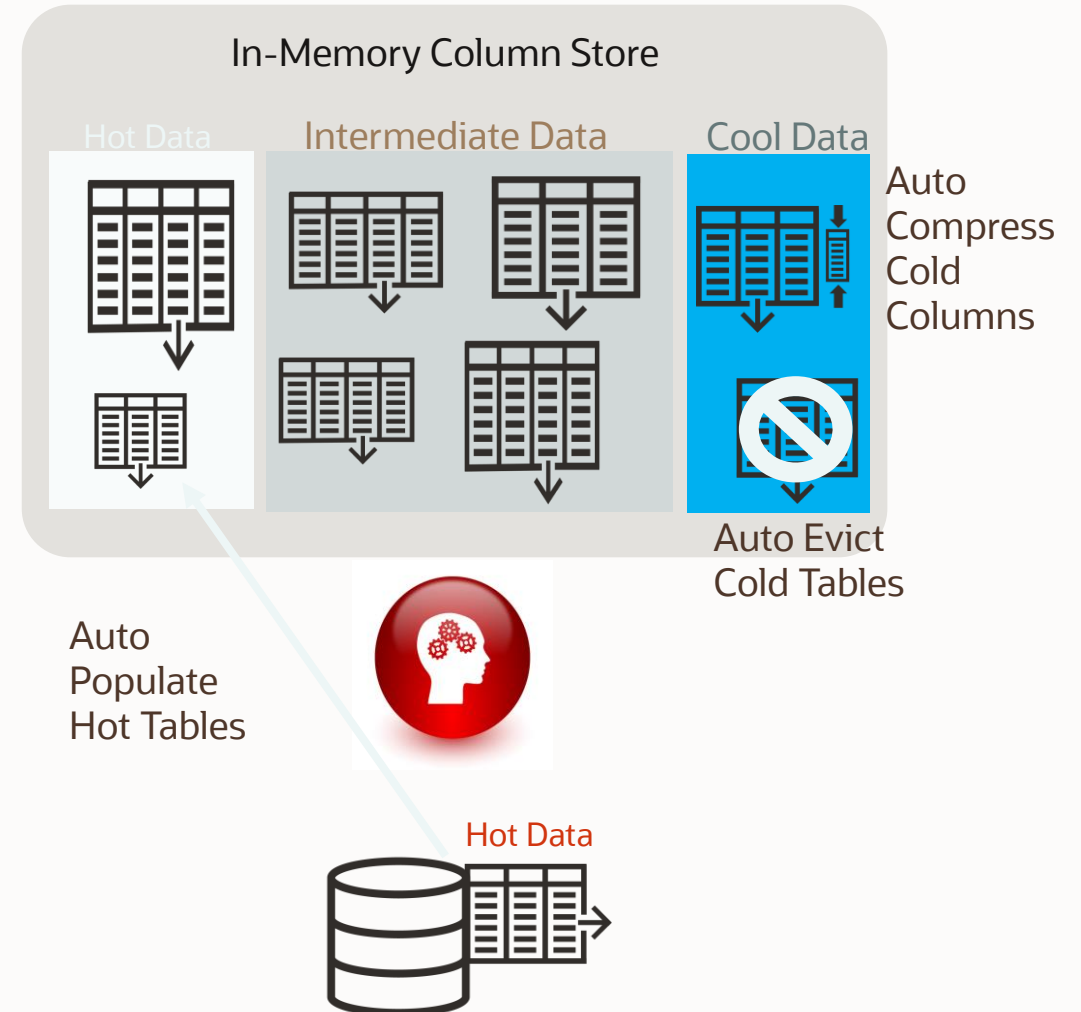 In-Memory Column Store
Hot Data
Intermediate Data
Cool Data
Auto
Compress
Cold
Columns
Auto Evict
Cold Tables
Auto
Populate
Hot Tables
Hot Data